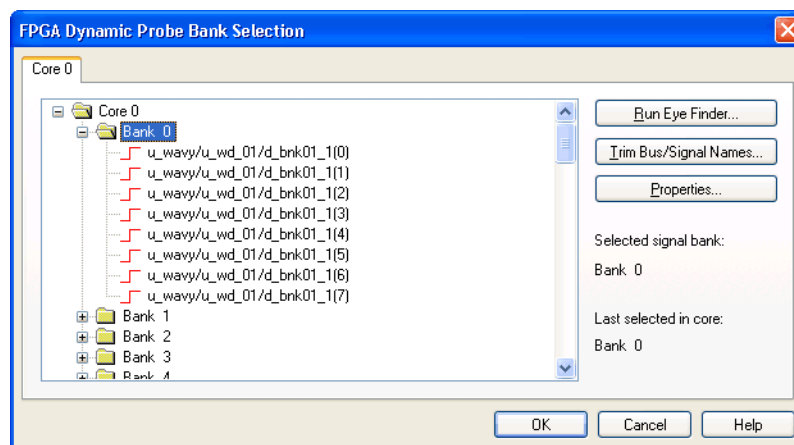 FPGA Dynamic Probe Bank Selection
Core 0
Core 0
Bank 0
u_wavy/u_wd_01/d_bnk01_1(0)
u_wavy/u_wd_01/d_bnk01_1(1)
u_wavy/u_wd_01/d_bnk01_1(2)
u_wavy/u_wd_01/d_bnk01_1(3)
u_wavy/u_wd_01/d_bnk01_1(4)
u_wavy/u_wd_01/d_bnk01_1(5)
u_wavy/u_wd_01/d_bnk01_1(6)
u_wavy/u_wd_01/d_bnk01_1(7)
Bank 1
Bank 2
Bank 3
Bank 4
Run Eye Finder...
Trim Bus/Signal Names...
Properties...
Selected signal bank:
Bank 0
Last selected in core:
Bank 0
OK
Cancel
Help